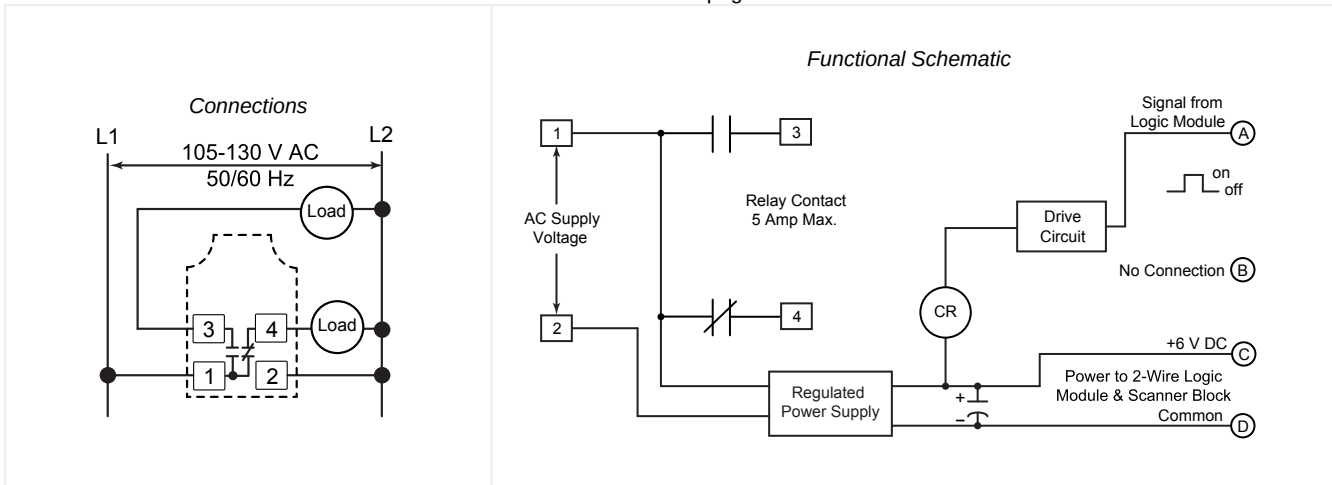 Connections
L1
L2
105-130 V AC
50/60 Hz
Load
Load
3
4
1
2
Functional Schematic
1
3
AC Supply
Voltage
Relay Contact
5 Amp Max.
2
4
Signal from
Logic Module
A
on
off
Drive
Circuit
No Connection
B
CR
+6 V DC
C
Regulated
Power Supply
+
–
Power to 2-Wire Logic
Module & Scanner Block
Common
D